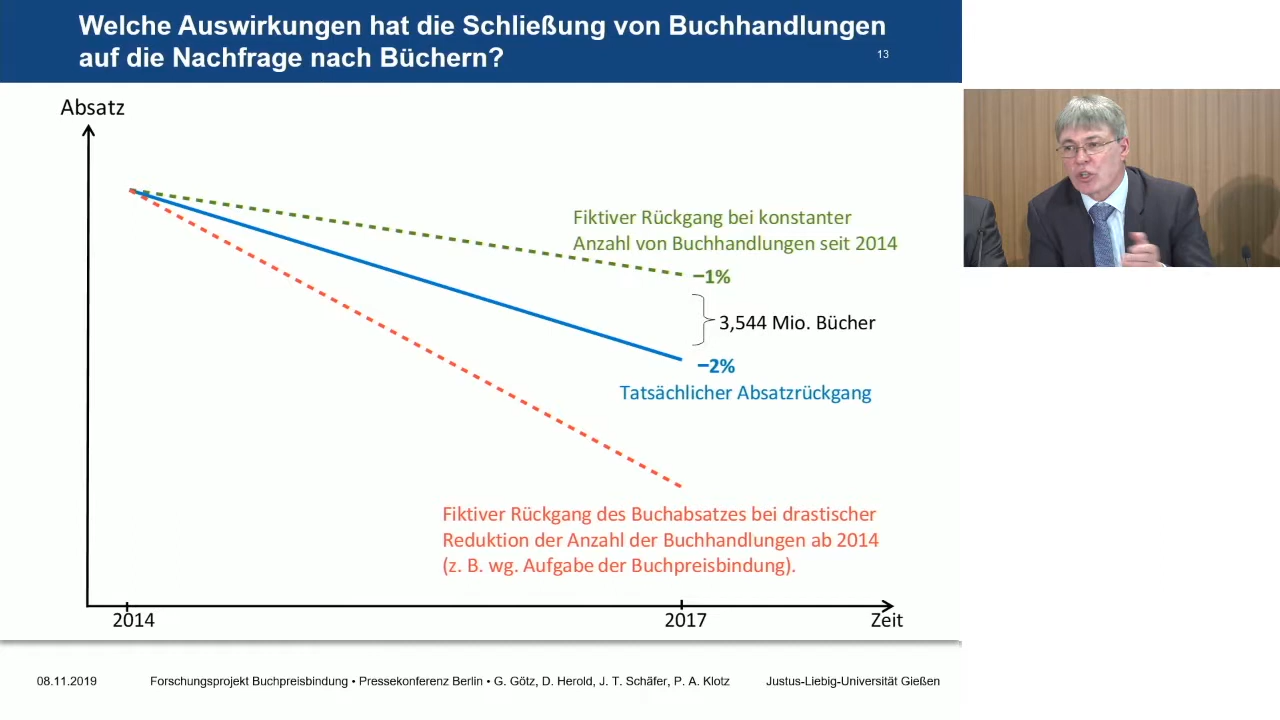 Welche Auswirkungen hat die Schließung von Buchhandlungen
auf die Nachfrage nach Büchern?
13
Absatz
Fiktiver Rückgang bei konstanter
Anzahl von Buchhandlungen seit 2014
−1%
3,544 Mio. Bücher
−2%
Tatsächlicher Absatzrückgang
Fiktiver Rückgang des Buchabsatzes bei drastischer
Reduktion der Anzahl der Buchhandlungen ab 2014
(z. B. wg. Aufgabe der Buchpreisbindung).
2014
2017
Zeit
08.11.2019
Forschungsprojekt Buchpreisbindung • Pressekonferenz Berlin • G. Götz, D. Herold, J. T. Schäfer, P. A. Klotz
Justus-Liebig-Universität Gießen